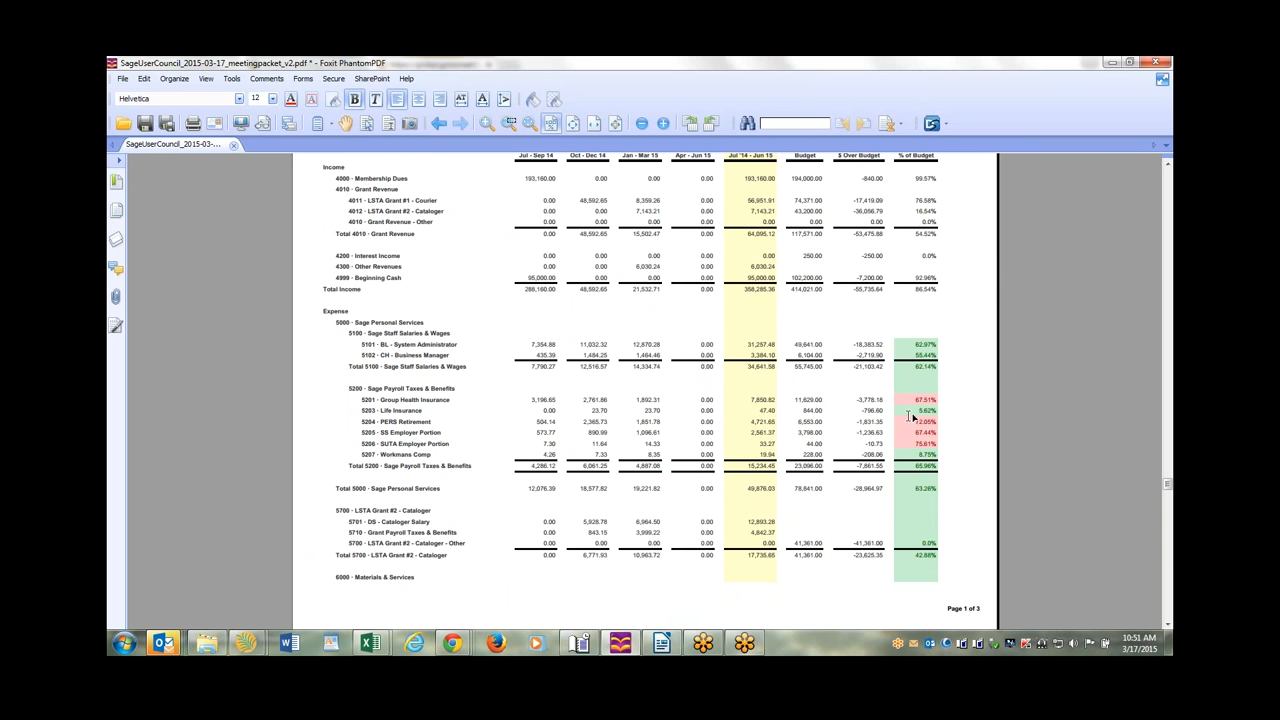 SageUserCouncil_2015-03-17_meetingpacket_v2.pdf * - Foxit PhantomPDF
File Edit Organize View Tools Comments Forms Secure SharePoint Help
Helvetica 12
SageUserCouncil_2015-03-...
Jul - Sep 14 Oct - Dec 14 Jan - Mar 15 Apr - Jun 15 Jul '14 - Jun 15 Budget $ Over Budget % of Budget
Income
4000 · Membership Dues 193,160.00 0.00 0.00 0.00 193,160.00 194,000.00 -840.00 99.57%
4010 · Grant Revenue
4011 · LSTA Grant #1 - Courier 0.00 48,592.65 8,359.26 0.00 56,951.91 74,371.00 -17,419.09 76.58%
4012 · LSTA Grant #2 - Cataloger 0.00 0.00 7,143.21 0.00 7,143.21 43,200.00 -36,056.79 16.54%
4010 · Grant Revenue - Other 0.00 0.00 0.00 0.00 0.00 0.00 0.00 0.0%
Total 4010 · Grant Revenue 0.00 48,592.65 15,502.47 0.00 64,095.12 117,571.00 -53,475.88 54.52%
4200 · Interest Income 0.00 0.00 0.00 0.00 0.00 250.00 -250.00 0.0%
4300 · Other Revenues 0.00 0.00 6,030.24 0.00 6,030.24
4999 · Beginning Cash 95,000.00 0.00 0.00 0.00 95,000.00 102,200.00 -7,200.00 92.96%
Total Income 288,160.00 48,592.65 21,532.71 0.00 358,285.36 414,021.00 -55,735.64 86.54%
Expense
5000 · Sage Personal Services
5100 · Sage Staff Salaries & Wages
5101 · BL - System Administrator 7,354.88 11,032.32 12,870.28 0.00 31,257.48 49,641.00 -18,383.52 62.97%
5102 · CH - Business Manager 435.39 1,484.25 1,464.46 0.00 3,384.10 6,104.00 -2,719.90 55.44%
Total 5100 · Sage Staff Salaries & Wages 7,790.27 12,516.57 14,334.74 0.00 34,641.58 55,745.00 -21,103.42 62.14%
5200 · Sage Payroll Taxes & Benefits
5201 · Group Health Insurance 3,196.65 2,761.86 1,892.31 0.00 7,850.82 11,629.00 -3,778.18 67.51%
5203 · Life Insurance 0.00 23.70 23.70 0.00 47.40 844.00 -796.60 5.62%
5204 · PERS Retirement 504.14 2,365.73 1,851.78 0.00 4,721.65 6,553.00 -1,831.35 2.05%
5205 · SS Employer Portion 573.77 890.99 1,096.61 0.00 2,561.37 3,798.00 -1,236.63 67.44%
5206 · SUTA Employer Portion 7.30 11.64 14.33 0.00 33.27 44.00 -10.73 75.61%
5207 · Workmans Comp 4.26 7.33 8.35 0.00 19.94 228.00 -208.06 8.75%
Total 5200 · Sage Payroll Taxes & Benefits 4,286.12 6,061.25 4,887.08 0.00 15,234.45 23,096.00 -7,861.55 65.96%
Total 5000 · Sage Personal Services 12,076.39 18,577.82 19,221.82 0.00 49,876.03 78,841.00 -28,964.97 63.26%
5700 · LSTA Grant #2 - Cataloger
5701 · DS - Cataloger Salary 0.00 5,928.78 6,964.50 0.00 12,893.28
5710 · Grant Payroll Taxes & Benefits 0.00 843.15 3,999.22 0.00 4,842.37
5700 · LSTA Grant #2 - Cataloger - Other 0.00 0.00 0.00 0.00 0.00 41,361.00 -41,361.00 0.0%
Total 5700 · LSTA Grant #2 - Cataloger 0.00 6,771.93 10,963.72 0.00 17,735.65 41,361.00 -23,625.35 42.88%
6000 · Materials & Services
Page 1 of 3
10:51 AM
3/17/2015